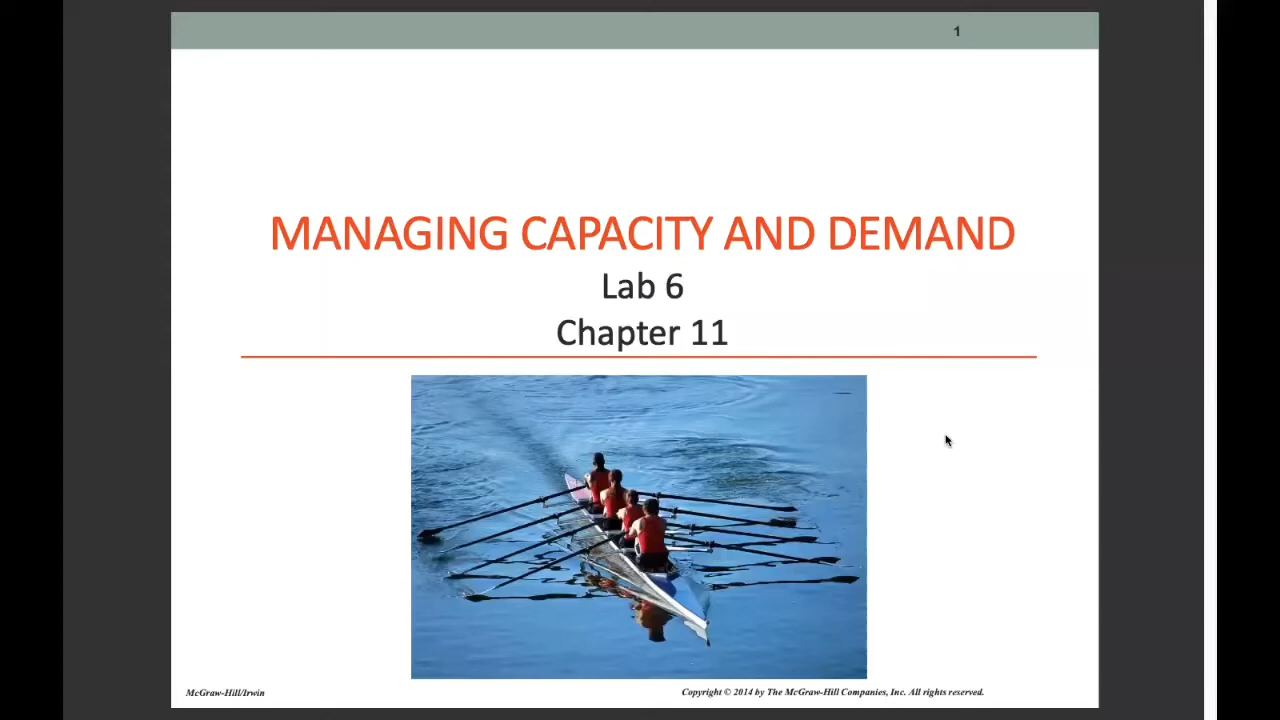 1
MANAGING CAPACITY AND DEMAND
Lab 6
Chapter 11
McGraw-Hill/Irwin
Copyright © 2014 by The McGraw-Hill Companies, Inc. All rights reserved.